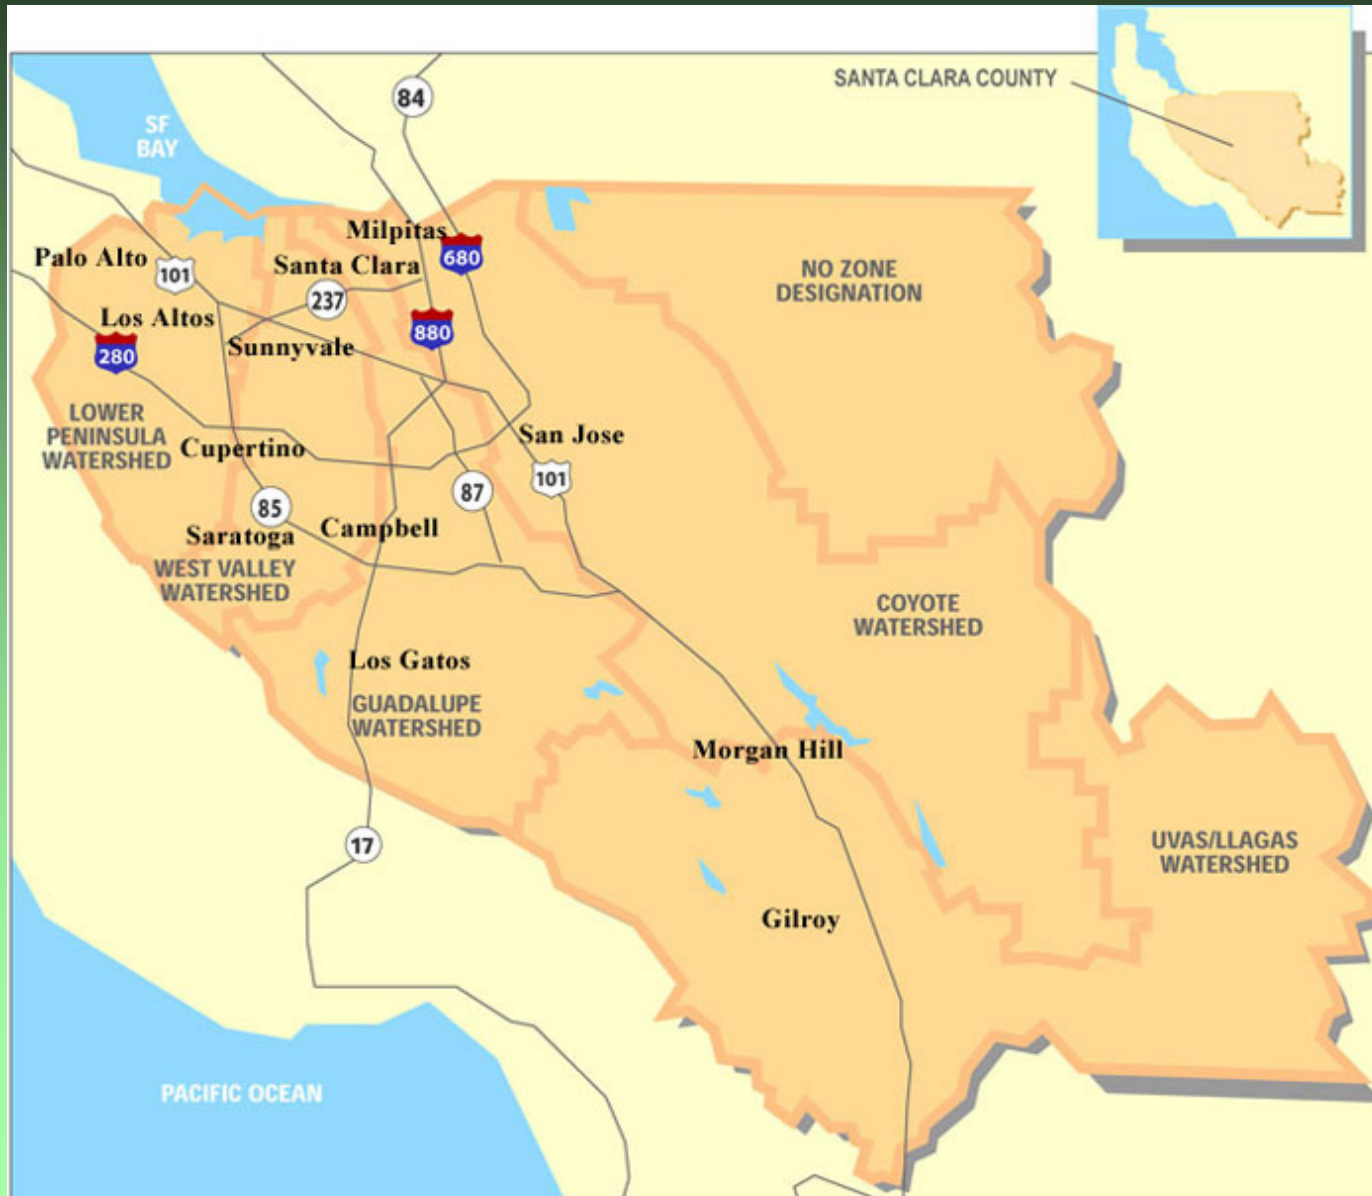 SANTA CLARA COUNTY
84
SF
BAY
Milpitas
Palo Alto
101
Santa Clara
680
NO ZONE
DESIGNATION
237
Los Altos
880
280
Sunnyvale
LOWER
PENINSULA
WATERSHED
Cupertino
San Jose
101
87
85
Saratoga
Campbell
WEST VALLEY
WATERSHED
COYOTE
WATERSHED
Los Gatos
GUADALUPE
WATERSHED
Morgan Hill
17
UVAS/LLAGAS
WATERSHED
Gilroy
PACIFIC OCEAN